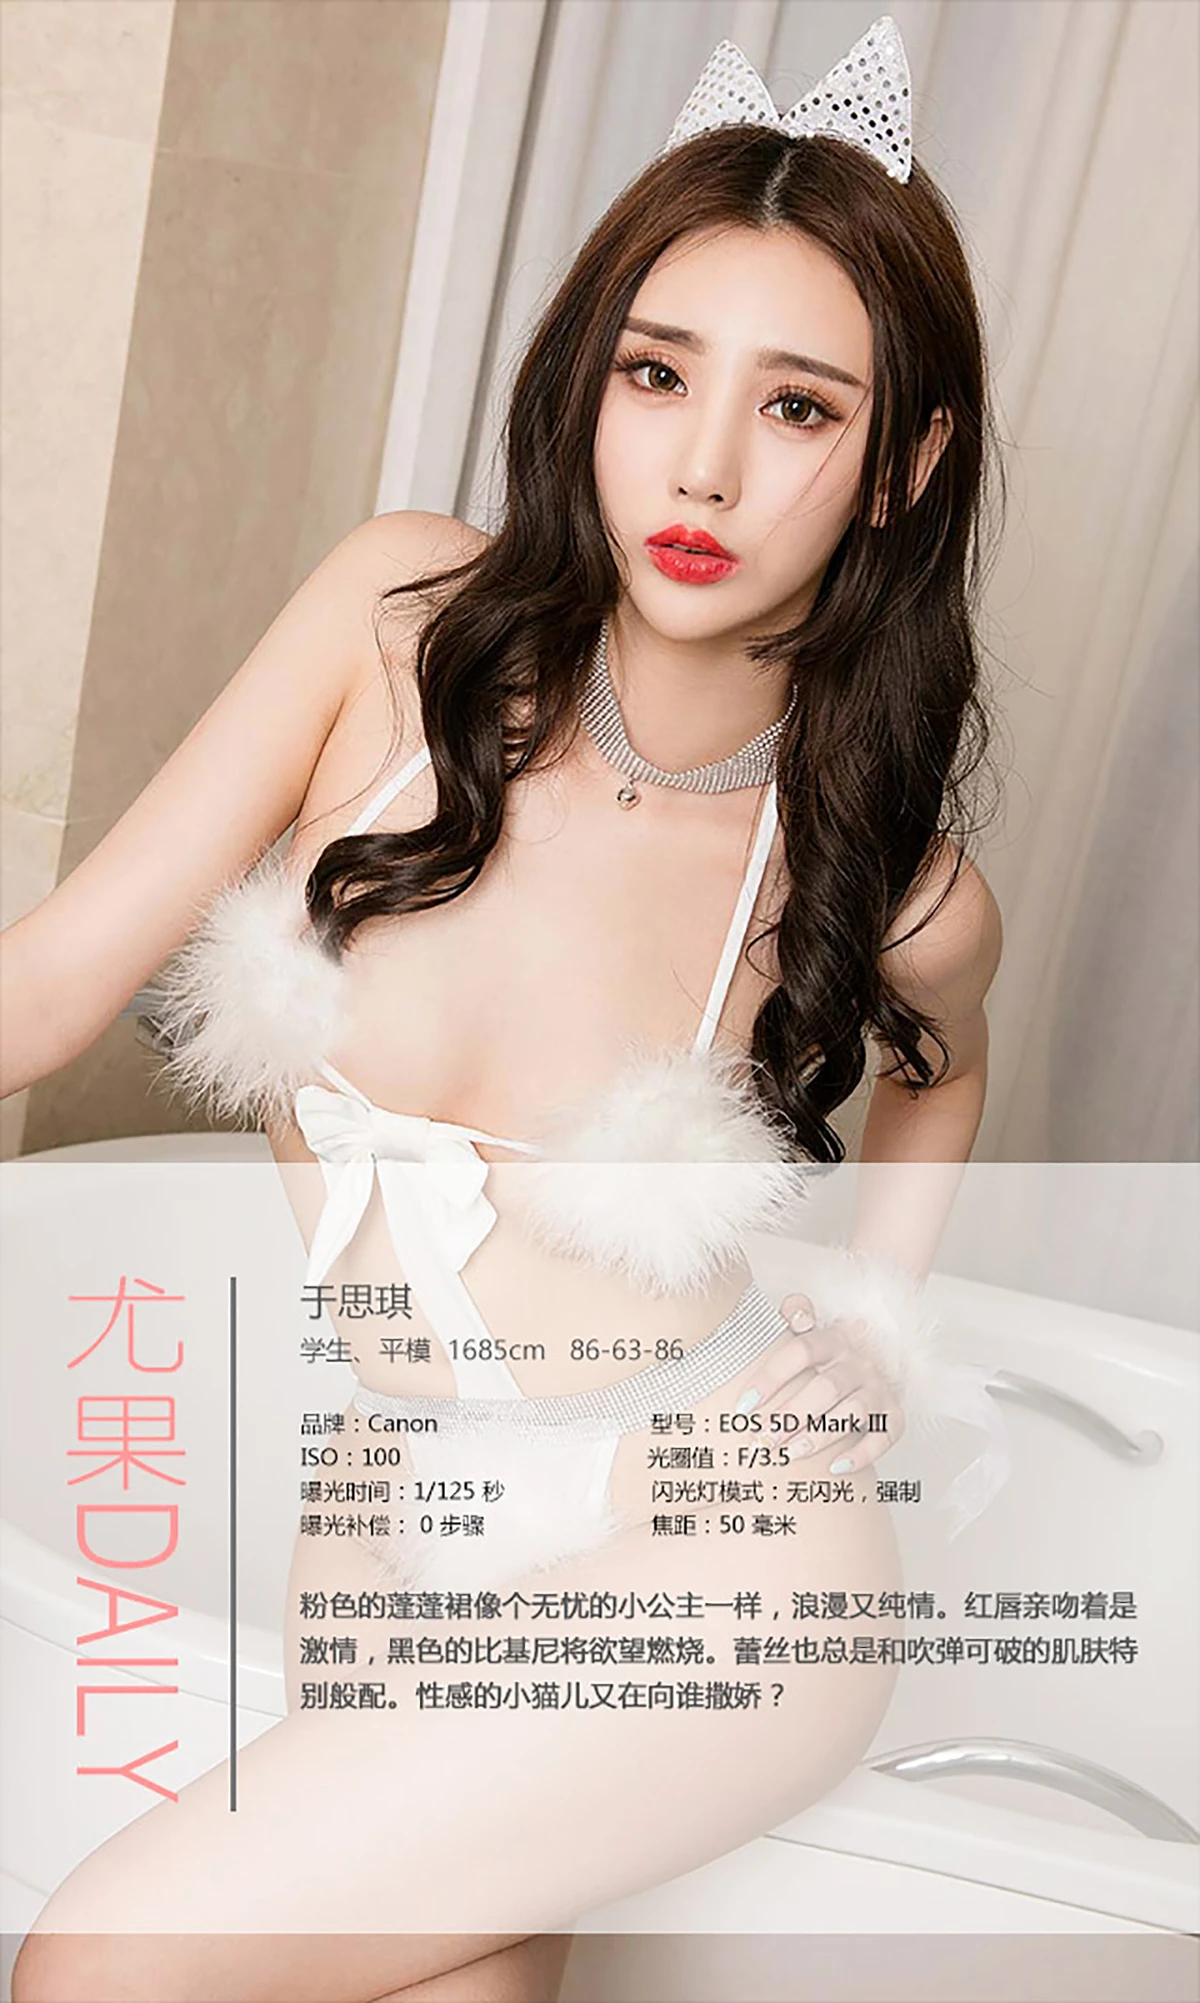 尤果DAILY
于思琪
学生、平模 1685cm 86-63-86
品牌：Canon 型号：EOS 5D Mark III
ISO：100 光圈值：F/3.5
曝光时间：1/125 秒 闪光灯模式：无闪光，强制
曝光补偿： 0 步骤 焦距：50 毫米
粉色的蓬蓬裙像个无忧的小公主一样，浪漫又纯情。红唇亲吻着是
激情，黑色的比基尼将欲望燃烧。蕾丝也总是和吹弹可破的肌肤特
别般配。性感的小猫儿又在向谁撒娇？